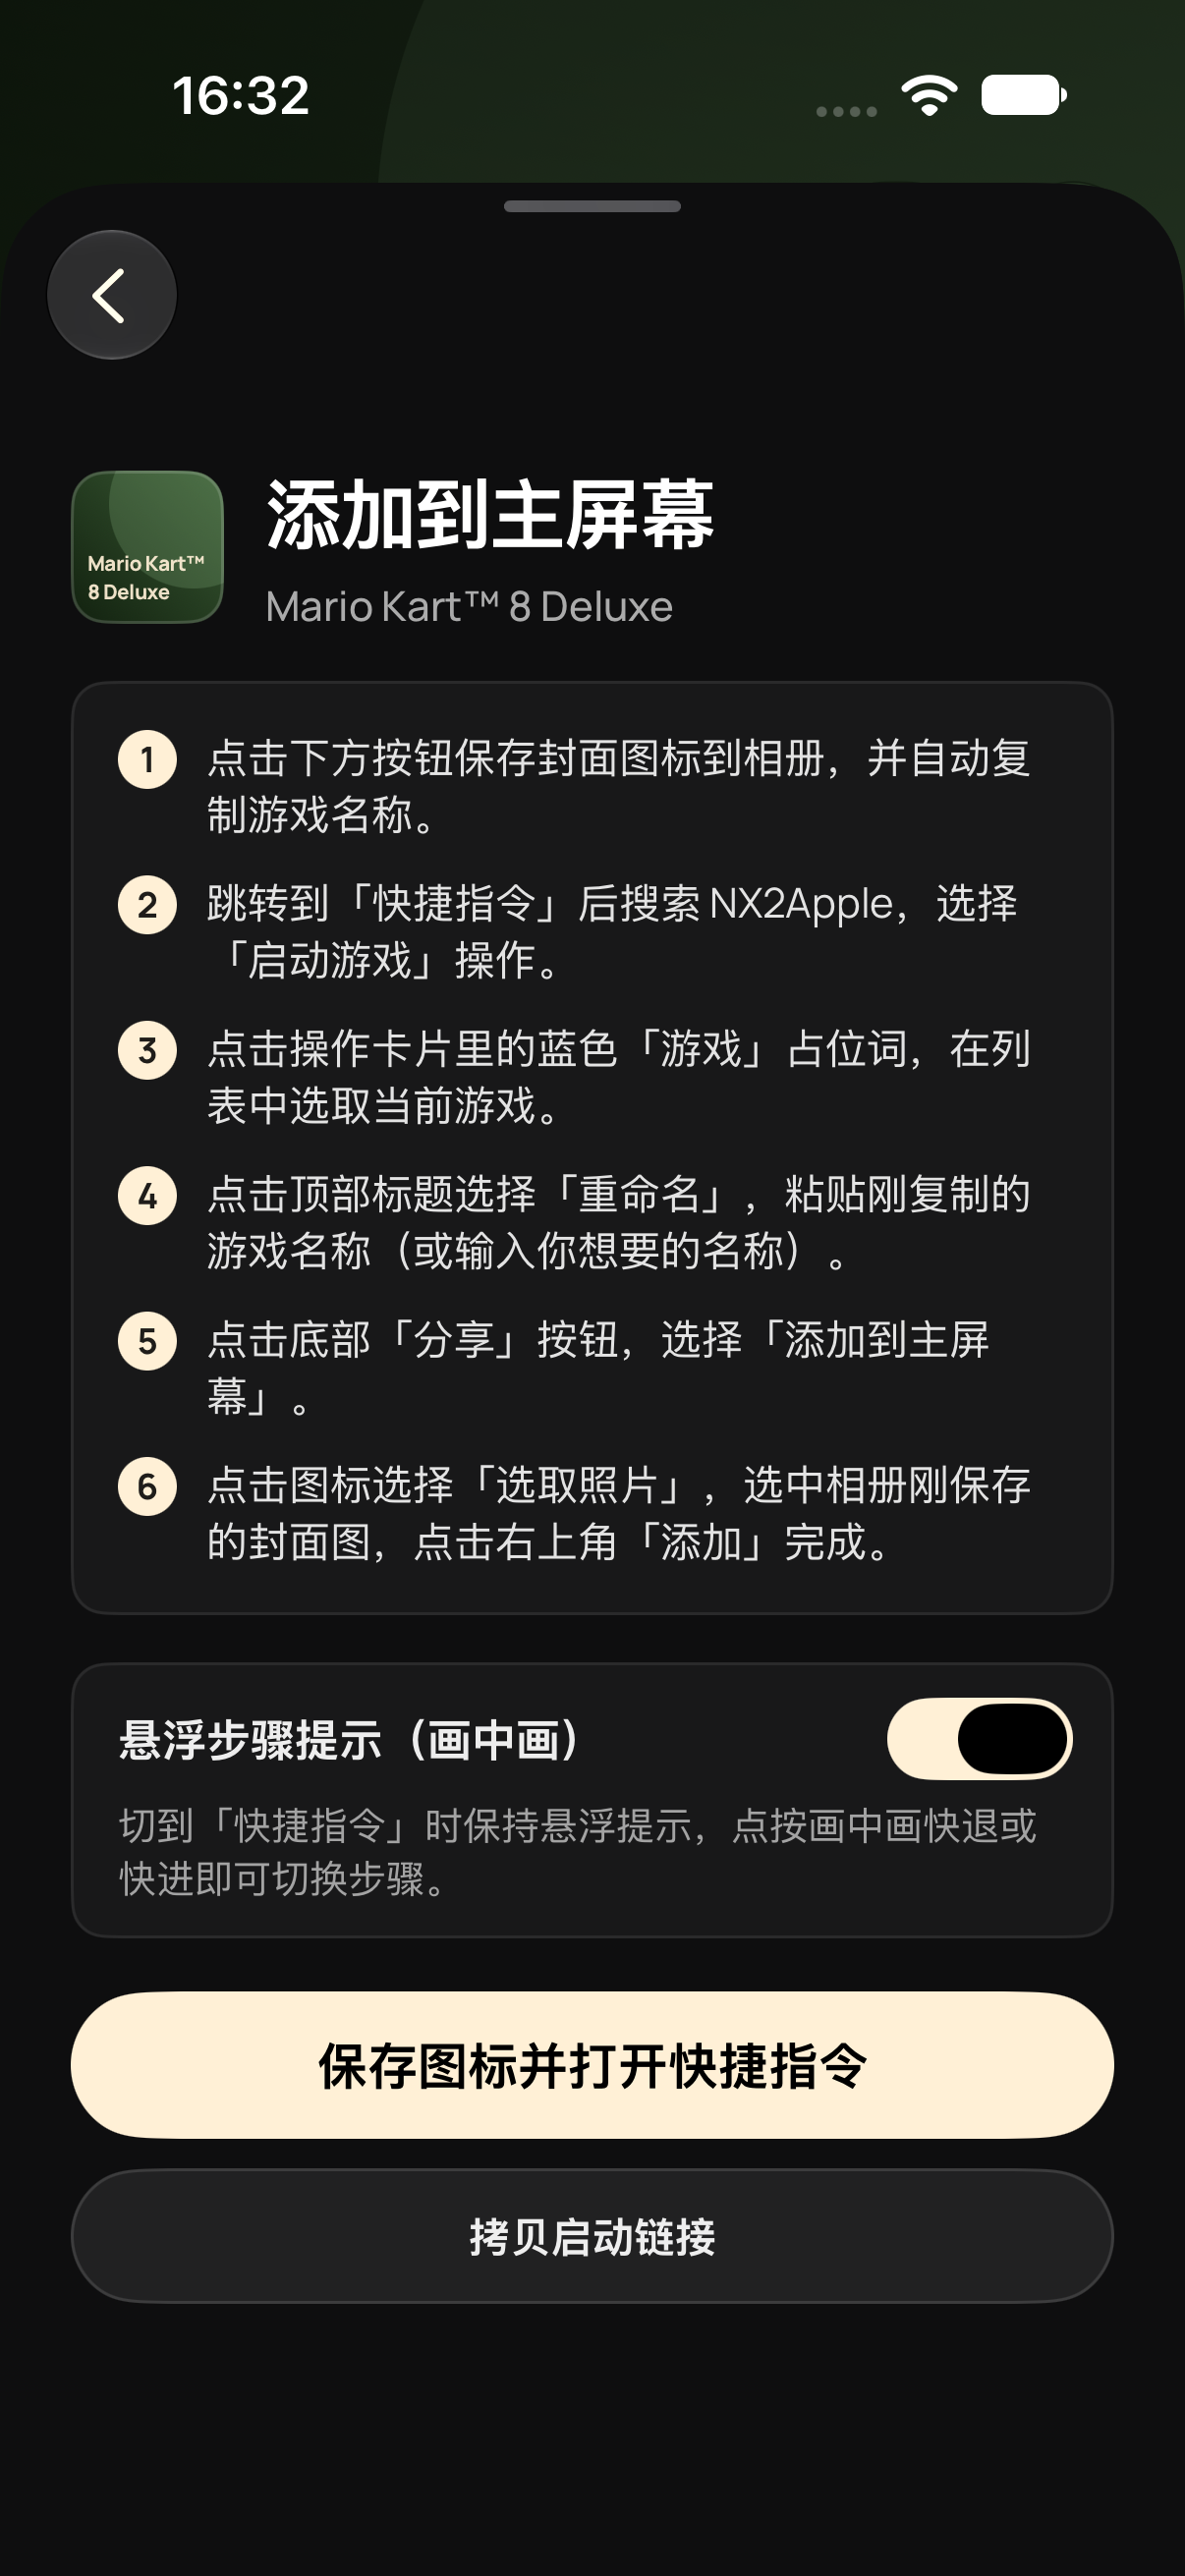 16:32
添加到主屏幕
Mario Kart™
8 Deluxe
Mario Kart™ 8 Deluxe
1 点击下方按钮保存封面图标到相册，并自动复
制游戏名称。
2 跳转到「快捷指令」后搜索 NX2Apple，选择
「启动游戏」操作。
3 点击操作卡片里的蓝色「游戏」占位词，在列
表中选取当前游戏。
4 点击顶部标题选择「重命名」，粘贴刚复制的
游戏名称（或输入你想要的名称）。
5 点击底部「分享」按钮，选择「添加到主屏
幕」。
6 点击图标选择「选取照片」，选中相册刚保存
的封面图，点击右上角「添加」完成。
悬浮步骤提示（画中画）
切到「快捷指令」时保持悬浮提示，点按画中画快退或
快进即可切换步骤。
保存图标并打开快捷指令
拷贝启动链接